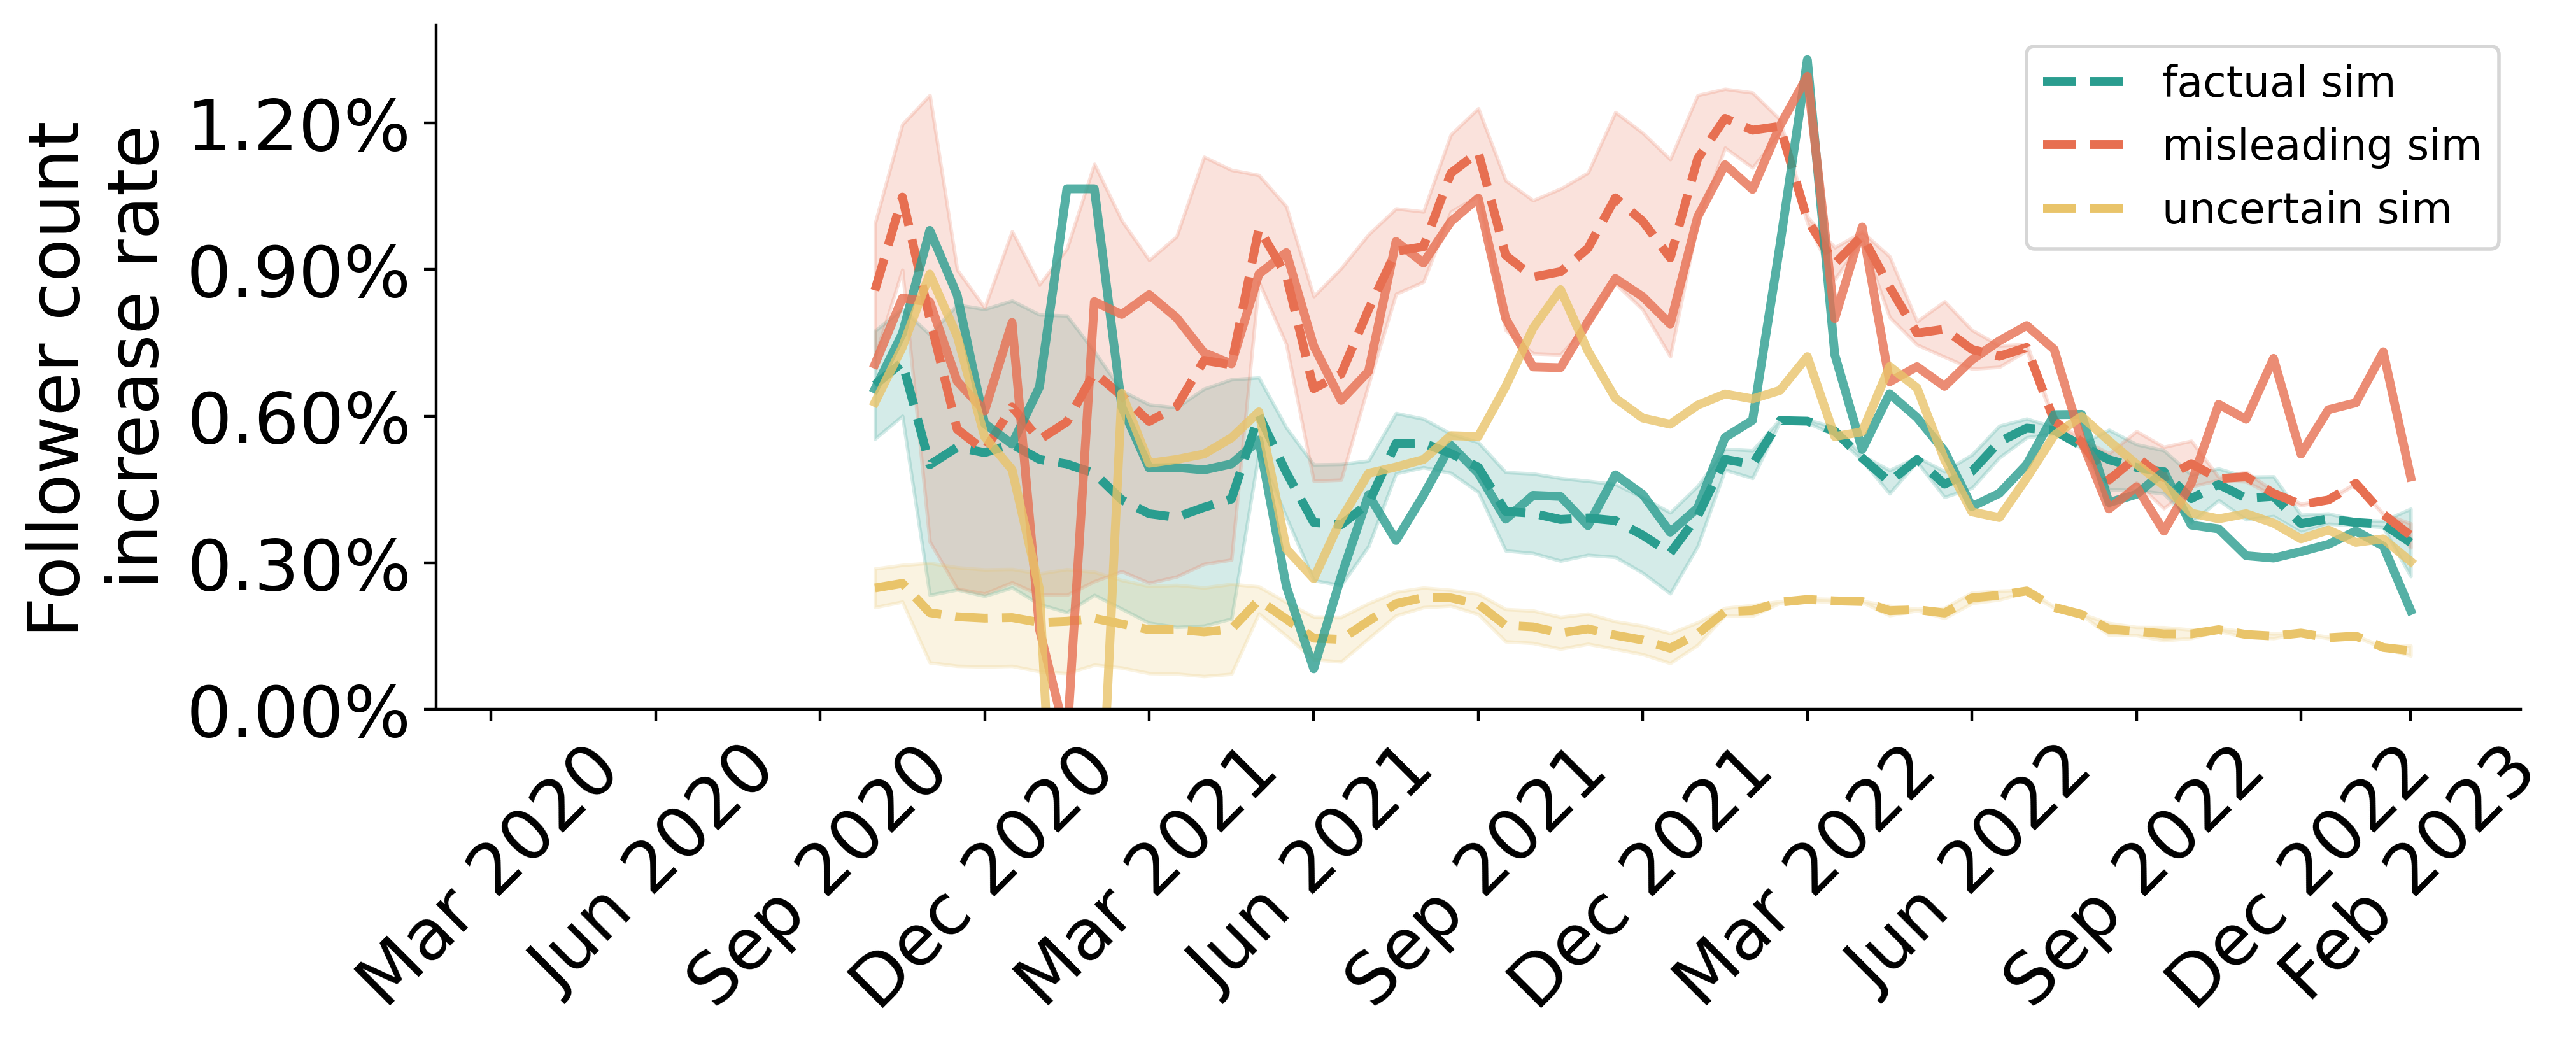 Follower count
increase rate
1.20%
0.90%
0.60%
0.30%
0.00%
factual sim
misleading sim
uncertain sim
Mar 2020
Jun 2020
Sep 2020
Dec 2020
Mar 2021
Jun 2021
Sep 2021
Dec 2021
Mar 2022
Jun 2022
Sep 2022
Dec 2022
Feb 2023